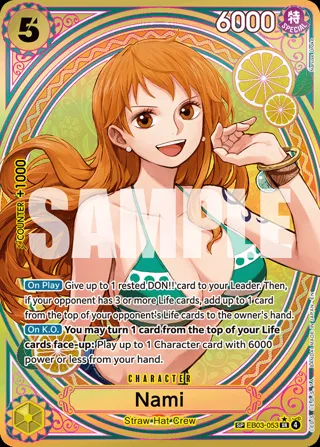 5
6000
特
SPECIAL
COUNTER +1000
SAMPLE
On Play Give up to 1 rested DON!! card to your Leader. Then,
if your opponent has 3 or more Life cards, add up to 1 card
from the top of your opponent's Life cards to the owner's hand.
On K.O. You may turn 1 card from the top of your Life
cards face-up: Play up to 1 Character card with 6000
power or less from your hand.
CHARACTER
Nami
Straw Hat Crew
SP EB03-053 SR 4